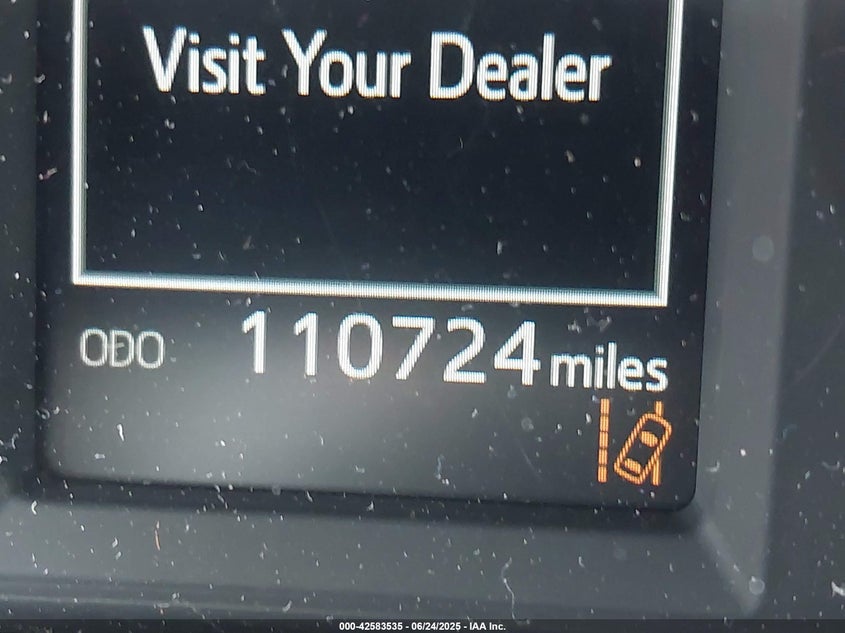 Visit Your Dealer
ODO 110724 miles
000-42583535 - 06/24/2025 - IAA Inc.